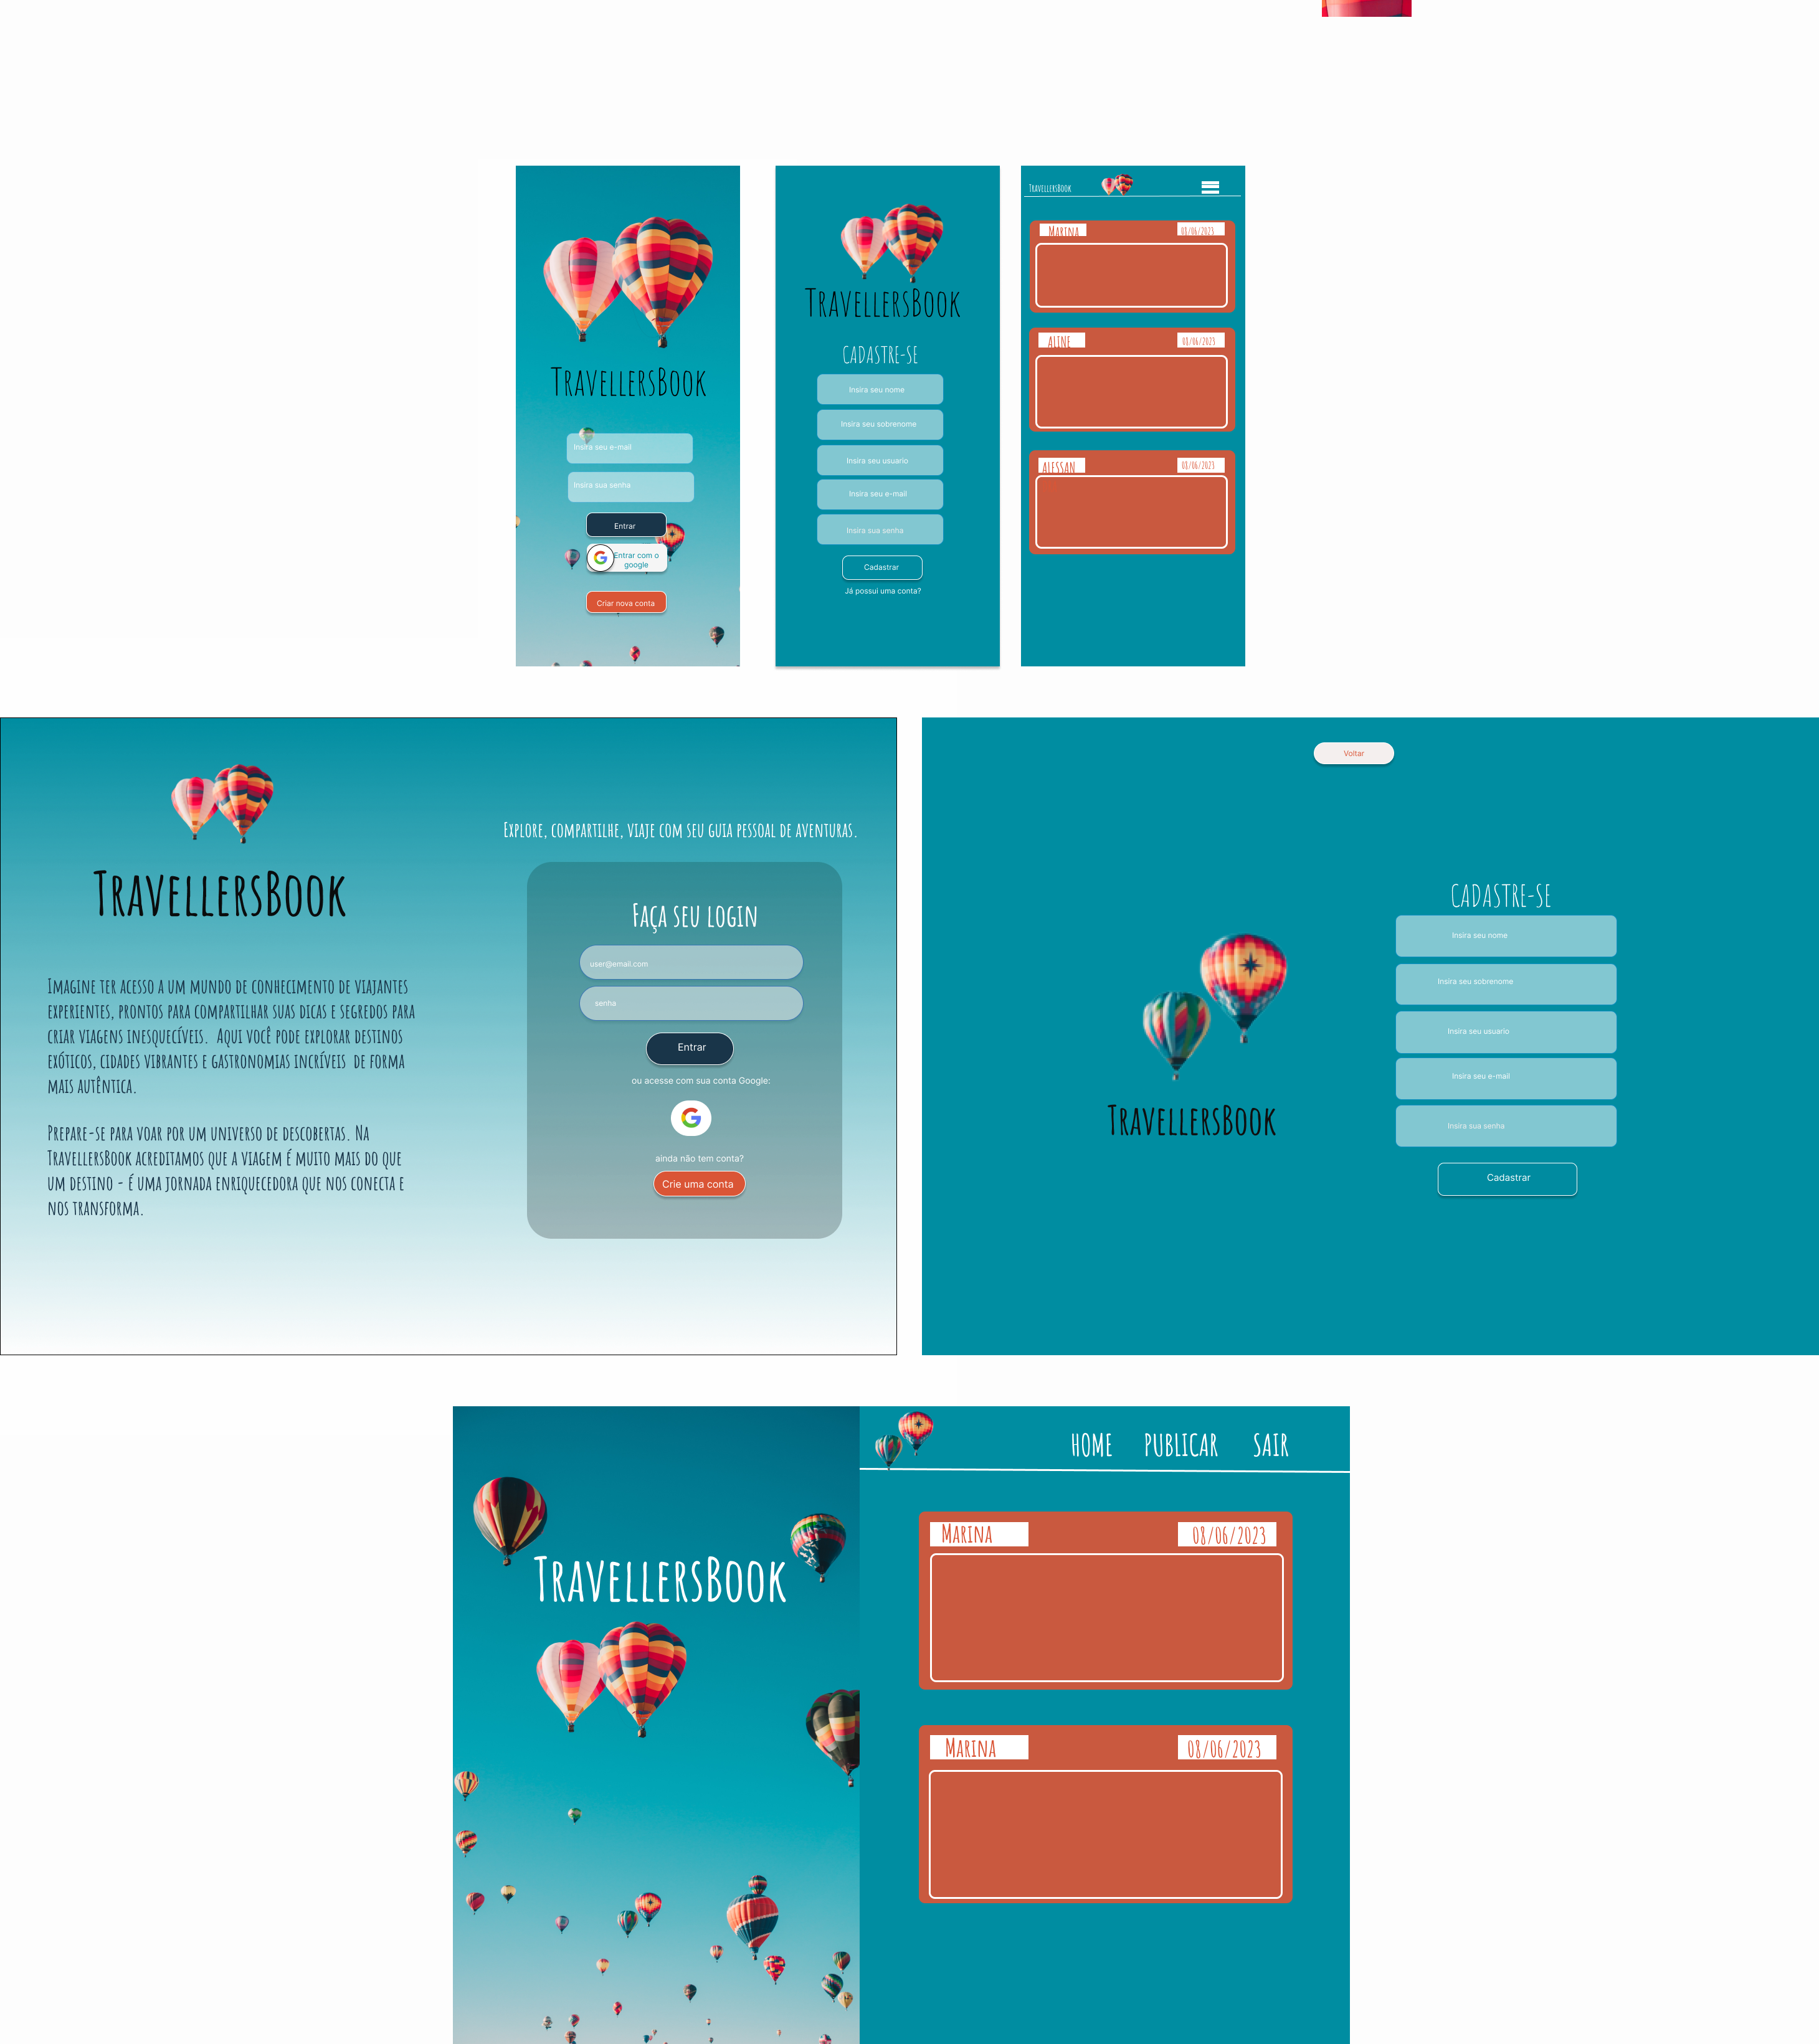 TravellersBook
Insira seu e-mail
Insira sua senha
Entrar
Entrar com o
google
Criar nova conta
TravellersBook
CADASTRE-SE
Insira seu nome
Insira seu sobrenome
Insira seu usuario
Insira seu e-mail
Insira sua senha
Cadastrar
Já possui uma conta?
TravellersBook
Marina
08/06/2023
ALINE
08/06/2023
ALESSAN
08/06/2023
TravellersBook
Imagine ter acesso a um mundo de conhecimento de viajantes
experientes, prontos para compartilhar suas dicas e segredos para
criar viagens inesquecíveis. Aqui você pode explorar destinos
exóticos, cidades vibrantes e gastronomias incríveis de forma
mais autêntica.
Prepare-se para voar por um universo de descobertas. Na
TravellersBook acreditamos que a viagem é muito mais do que
um destino - é uma jornada enriquecedora que nos conecta e
nos transforma.
Explore, compartilhe, viaje com seu guia pessoal de aventuras.
Faça seu login
user@email.com
senha
Entrar
ou acesse com sua conta Google:
ainda não tem conta?
Crie uma conta
Voltar
TravellersBook
CADASTRE-SE
Insira seu nome
Insira seu sobrenome
Insira seu usuario
Insira seu e-mail
Insira sua senha
Cadastrar
TravellersBook
HOME PUBLICAR SAIR
Marina
08/06/2023
Marina
08/06/2023